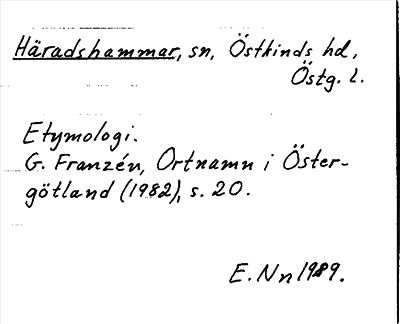 Häradshammar, sn, Östkinds hd,
Östg. l.
Etymologi.
G. Franzén, Ortnamn i Öster-
götland (1982), s. 20.
E. Nn 1989.